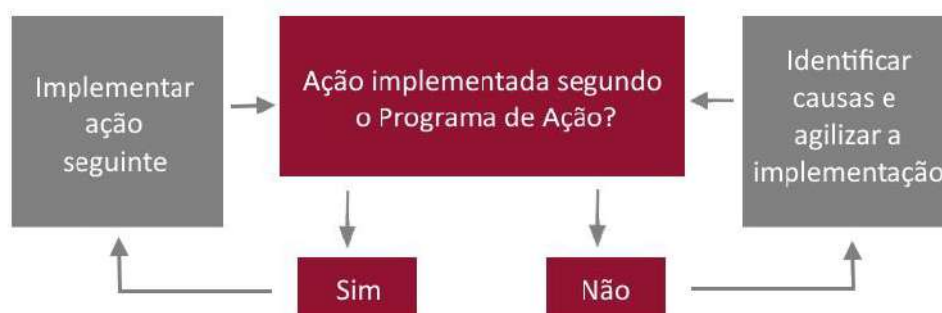 Implementar
ação
seguinte
Ação implementada segundo
o Programa de Ação?
Identificar
causas e
agilizar a
implementação
Sim
Não